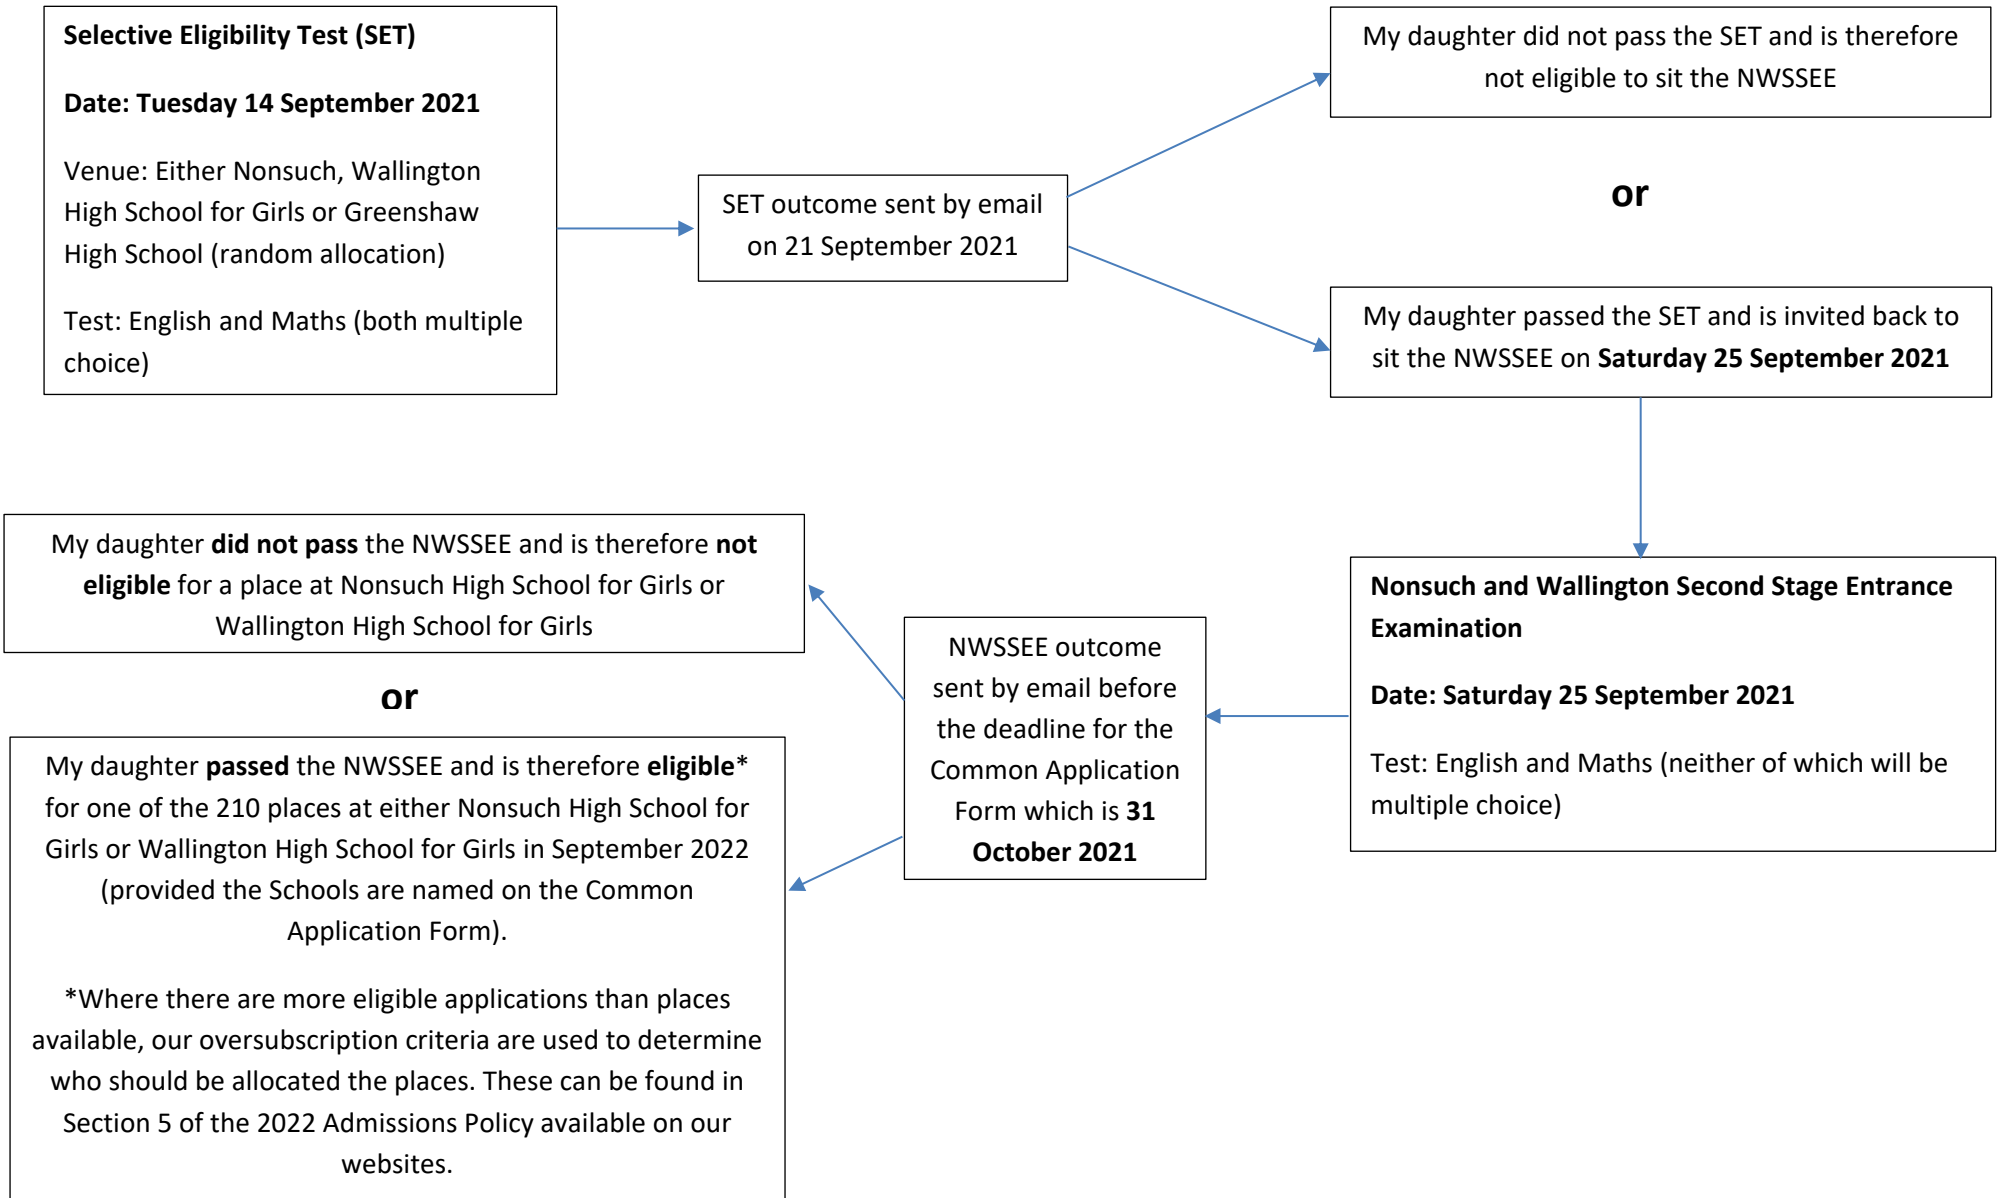 Selective Eligibility Test (SET)
Date: Tuesday 14 September 2021
Venue: Either Nonsuch, Wallington
High School for Girls or Greenshaw
High School (random allocation)
Test: English and Maths (both multiple
choice)
SET outcome sent by email
on 21 September 2021
My daughter did not pass the SET and is therefore
not eligible to sit the NWSSEE
or
My daughter passed the SET and is invited back to
sit the NWSSEE on Saturday 25 September 2021
Nonsuch and Wallington Second Stage Entrance
Examination
Date: Saturday 25 September 2021
Test: English and Maths (neither of which will be
multiple choice)
NWSSEE outcome
sent by email before
the deadline for the
Common Application
Form which is 31
October 2021
My daughter did not pass the NWSSEE and is therefore not
eligible for a place at Nonsuch High School for Girls or
Wallington High School for Girls
or
My daughter passed the NWSSEE and is therefore eligible*
for one of the 210 places at either Nonsuch High School for
Girls or Wallington High School for Girls in September 2022
(provided the Schools are named on the Common
Application Form).
*Where there are more eligible applications than places
available, our oversubscription criteria are used to determine
who should be allocated the places. These can be found in
Section 5 of the 2022 Admissions Policy available on our
websites.